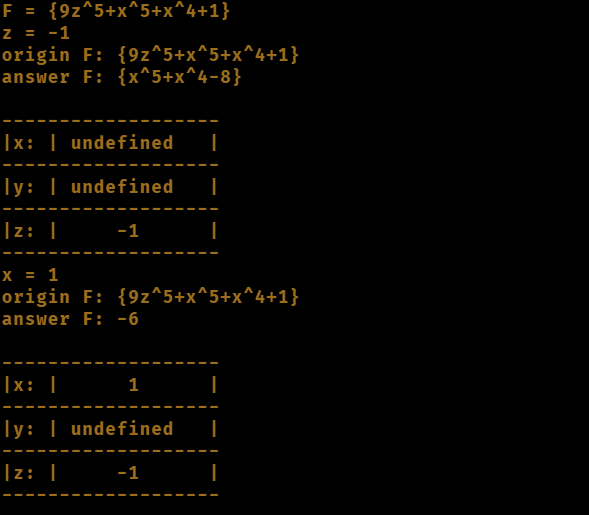 F = {9z^5+x^5+x^4+1}
z = -1
origin F: {9z^5+x^5+x^4+1}
answer F: {x^5+x^4-8}
-------------------
|x: | undefined   |
-------------------
|y: | undefined   |
-------------------
|z: |     -1      |
-------------------
x = 1
origin F: {9z^5+x^5+x^4+1}
answer F: -6
-------------------
|x: |      1      |
-------------------
|y: | undefined   |
-------------------
|z: |     -1      |
-------------------